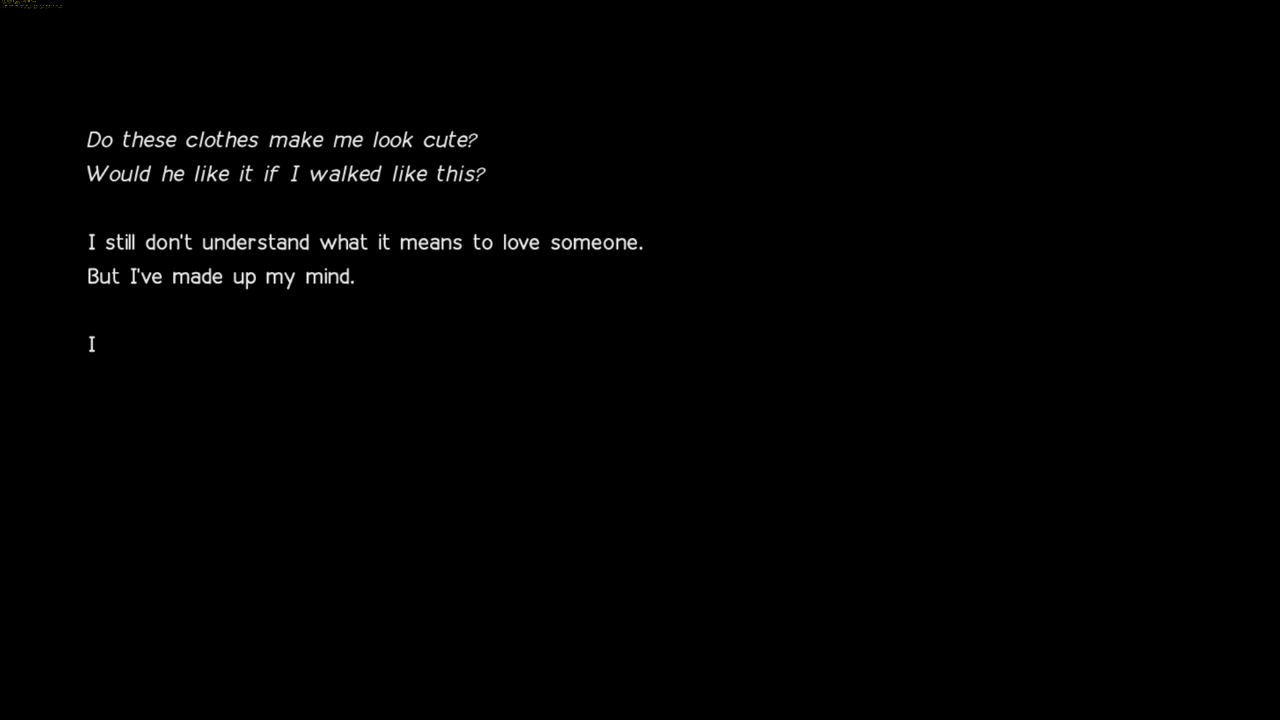 Do these clothes make me look cute?
Would he like it if I walked like this?
I still don't understand what it means to love someone.
But I've made up my mind.
I